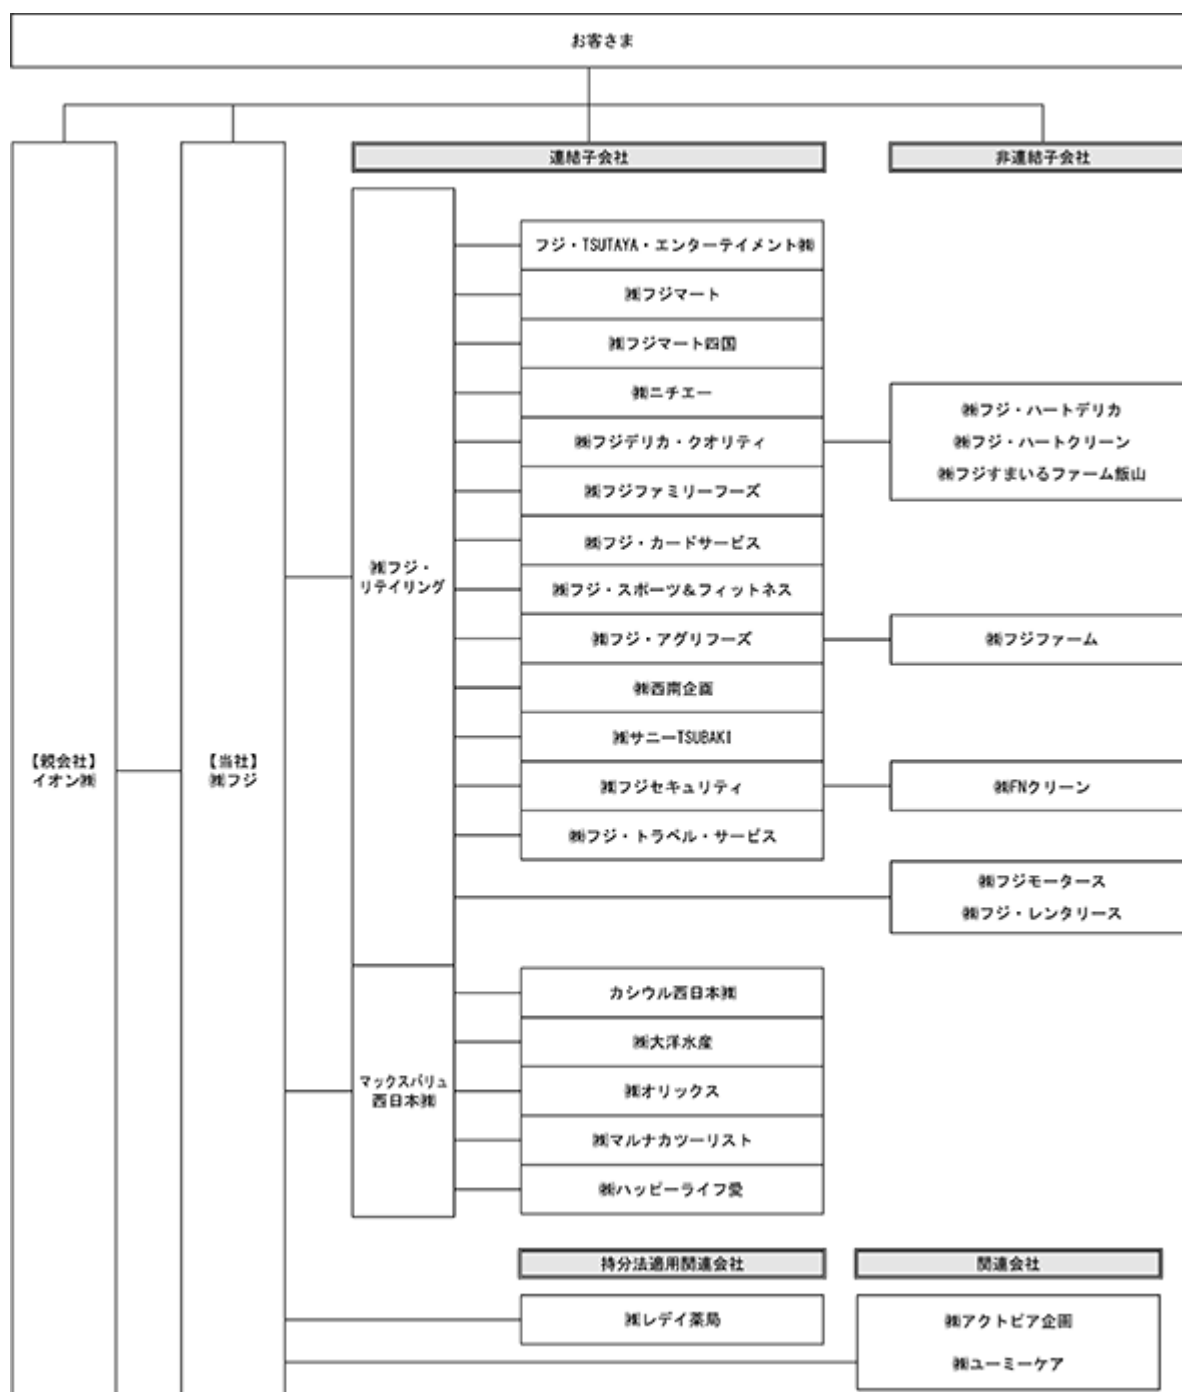 お客さま
連結子会社
非連結子会社
フジ・TSUTAYA・エンターテイメント㈱
㈱フジマート
㈱フジマート四国
㈱ニチエー
㈱フジデリカ・クオリティ
㈱フジファミリーフーズ
㈱フジ・カードサービス
㈱フジ・スポーツ&フィットネス
㈱フジ・アグリフーズ
㈱西南企画
㈱サニーTSUBAKI
㈱フジセキュリティ
㈱フジ・トラベル・サービス
㈱フジ・ハートデリカ
㈱フジ・ハートクリーン
㈱フジすまいるファーム飯山
㈱フジファーム
㈱FNクリーン
㈱フジモータース
㈱フジ・レンタリース
㈱フジ・
リテイリング
【親会社】
イオン㈱
【当社】
㈱フジ
マックスバリュ
西日本㈱
カシウル西日本㈱
㈱大洋水産
㈱オリックス
㈱マルナカツーリスト
㈱ハッピーライフ愛
持分法適用関連会社
関連会社
㈱レデイ薬局
㈱アクトピア企画
㈱ユーミーケア